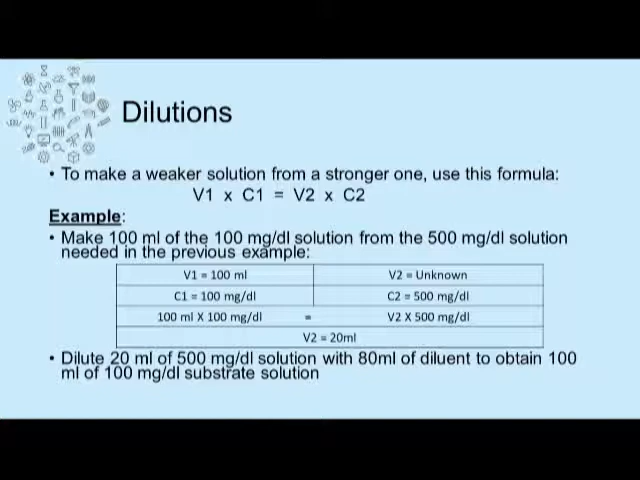 Dilutions
• To make a weaker solution from a stronger one, use this formula:
V1 x C1 = V2 x C2
Example:
• Make 100 ml of the 100 mg/dl solution from the 500 mg/dl solution
needed in the previous example:
V1 = 100 ml V2 = Unknown
C1 = 100 mg/dl C2 = 500 mg/dl
100 ml X 100 mg/dl = V2 X 500 mg/dl
V2 = 20ml
• Dilute 20 ml of 500 mg/dl solution with 80ml of diluent to obtain 100
ml of 100 mg/dl substrate solution